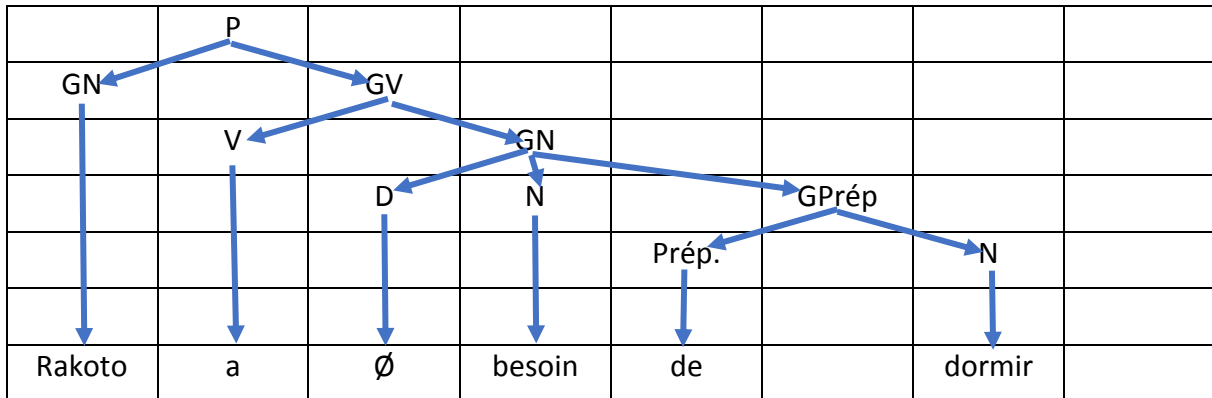 P
GN GV
V GN
D N GPrép
Prép. N
Rakoto a Ø besoin de dormir